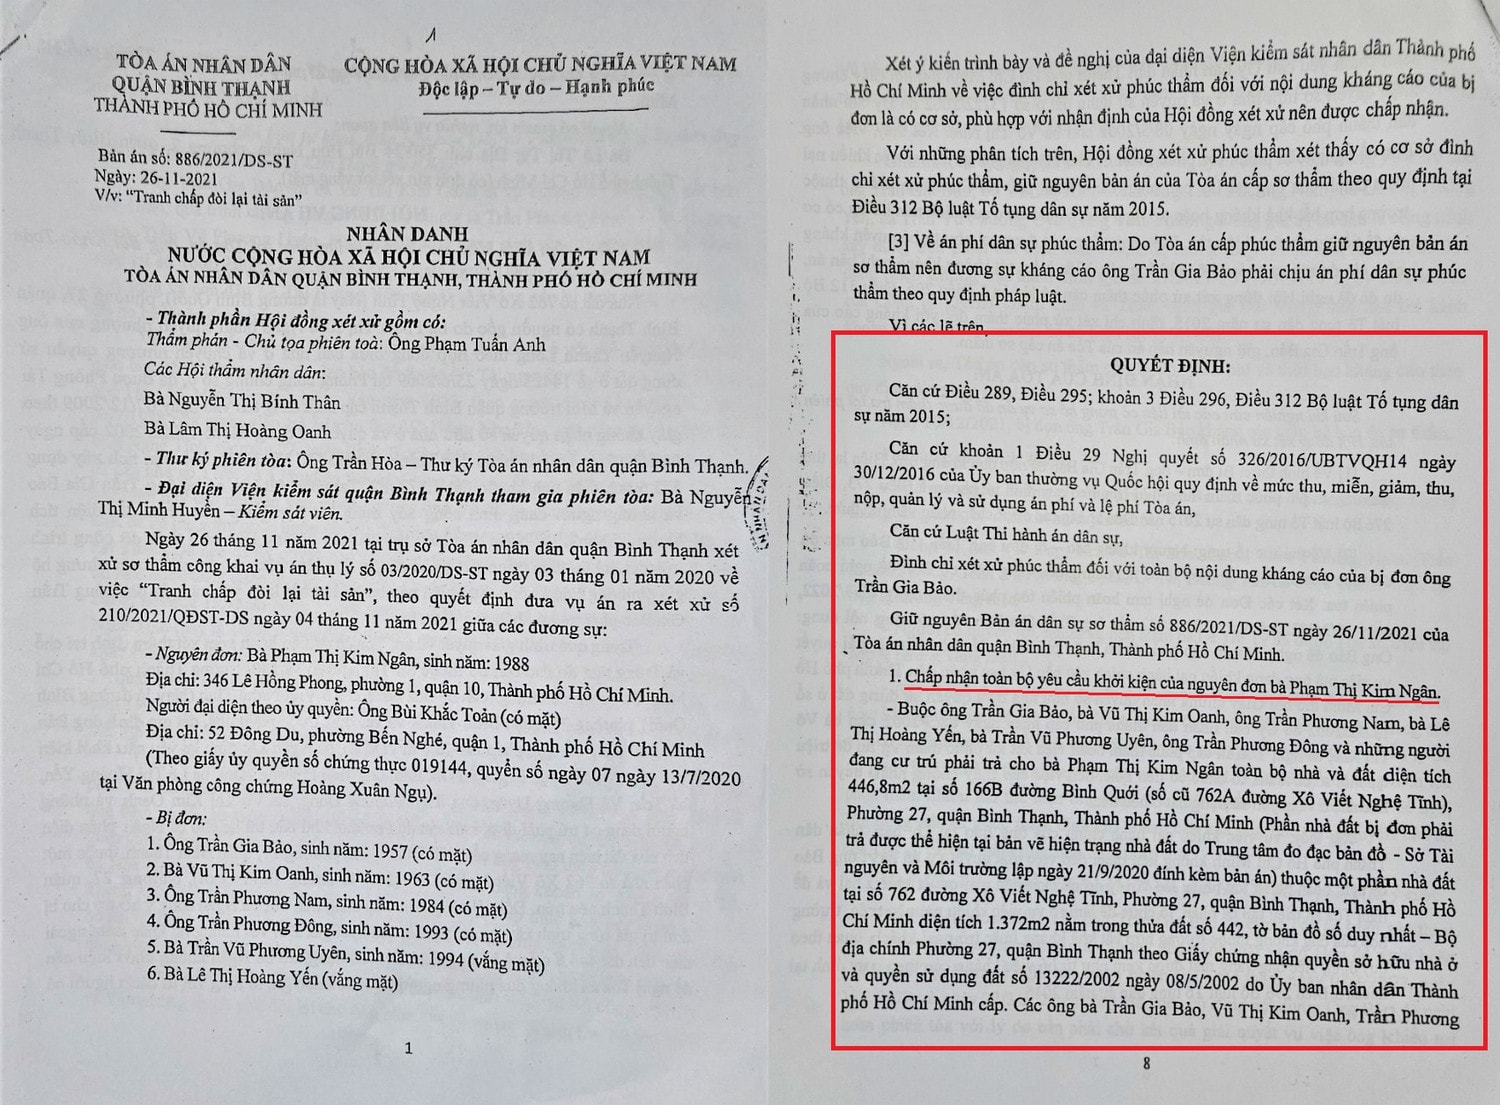 1
TÒA ÁN NHÂN DÂN
QUẬN BÌNH THẠNH
THÀNH PHỐ HỒ CHÍ MINH
CỘNG HÒA XÃ HỘI CHỦ NGHĨA VIỆT NAM
Độc lập – Tự do – Hạnh phúc
Bản án số: 886/2021/DS-ST
Ngày: 26-11-2021
V/v: “Tranh chấp đòi lại tài sản”
NHÂN DANH
NƯỚC CỘNG HÒA XÃ HỘI CHỦ NGHĨA VIỆT NAM
TÒA ÁN NHÂN DÂN QUẬN BÌNH THẠNH, THÀNH PHỐ HỒ CHÍ MINH
- Thành phần Hội đồng xét xử gồm có:
Thẩm phán - Chủ tọa phiên toà: Ông Phạm Tuấn Anh
Các Hội thẩm nhân dân:
Bà Nguyễn Thị Bính Thân
Bà Lâm Thị Hoàng Oanh
- Thư ký phiên tòa: Ông Trần Hòa – Thư ký Tòa án nhân dân quận Bình Thạnh.
- Đại diện Viện kiểm sát quận Bình Thạnh tham gia phiên tòa: Bà Nguyễn
Thị Minh Huyền – Kiểm sát viên.
Ngày 26 tháng 11 năm 2021 tại trụ sở Tòa án nhân dân quận Bình Thạnh xét
xử sơ thẩm công khai vụ án thụ lý số 03/2020/DS-ST ngày 03 tháng 01 năm 2020 về
việc “Tranh chấp đòi lại tài sản”, theo quyết định đưa vụ án ra xét xử số
210/2021/QĐST-DS ngày 04 tháng 11 năm 2021 giữa các đương sự:
- Nguyên đơn: Bà Phạm Thị Kim Ngân, sinh năm: 1988
Địa chỉ: 346 Lê Hồng Phong, phường 1, quận 10, Thành phố Hồ Chí Minh.
Người đại diện theo ủy quyền: Ông Bùi Khắc Toản (có mặt)
Địa chỉ: 52 Đông Du, phường Bến Nghé, quận 1, Thành phố Hồ Chí Minh
(Theo giấy ủy quyền số chứng thực 019144, quyển số ngày 07 ngày 13/7/2020
tại Văn phòng công chứng Hoàng Xuân Ngụ).
- Bị đơn:
1. Ông Trần Gia Bảo, sinh năm: 1957 (có mặt)
2. Bà Vũ Thị Kim Oanh, sinh năm: 1963 (có mặt)
3. Ông Trần Phương Nam, sinh năm: 1984 (có mặt)
4. Ông Trần Phương Đông, sinh năm: 1993 (có mặt)
5. Bà Trần Vũ Phương Uyên, sinh năm: 1994 (vắng mặt)
6. Bà Lê Thị Hoàng Yến (vắng mặt)
1
Xét ý kiến trình bày và đề nghị của đại diện Viện kiểm sát nhân dân Thành phố
Hồ Chí Minh về việc đình chỉ xét xử phúc thẩm đối với nội dung kháng cáo của bị
đơn là có cơ sở, phù hợp với nhận định của Hội đồng xét xử nên được chấp nhận.
Với những phân tích trên, Hội đồng xét xử phúc thẩm xét thấy có cơ sở đình
chỉ xét xử phúc thẩm, giữ nguyên bản án của Tòa án cấp sơ thẩm theo quy định tại
Điều 312 Bộ luật Tố tụng dân sự năm 2015.
[3] Về án phí dân sự phúc thẩm: Do Tòa án cấp phúc thẩm giữ nguyên bản án
sơ thẩm nên đương sự kháng cáo ông Trần Gia Bảo phải chịu án phí dân sự phúc
thẩm theo quy định pháp luật.
Vì các lẽ trên,
QUYẾT ĐỊNH:
Căn cứ Điều 289, Điều 295; khoản 3 Điều 296, Điều 312 Bộ luật Tố tụng dân
sự năm 2015;
Căn cứ khoản 1 Điều 29 Nghị quyết số 326/2016/UBTVQH14 ngày
30/12/2016 của Ủy ban thường vụ Quốc hội quy định về mức thu, miễn, giảm, thu,
nộp, quản lý và sử dụng án phí và lệ phí Tòa án,
Căn cứ Luật Thi hành án dân sự,
Đình chỉ xét xử phúc thẩm đối với toàn bộ nội dung kháng cáo của bị đơn ông
Trần Gia Bảo.
Giữ nguyên Bản án dân sự sơ thẩm số 886/2021/DS-ST ngày 26/11/2021 của
Tòa án nhân dân quận Bình Thạnh, Thành phố Hồ Chí Minh.
1. Chấp nhận toàn bộ yêu cầu khởi kiện của nguyên đơn bà Phạm Thị Kim Ngân.
- Buộc ông Trần Gia Bảo, bà Vũ Thị Kim Oanh, ông Trần Phương Nam, bà Lê
Thị Hoàng Yến, bà Trần Vũ Phương Uyên, ông Trần Phương Đông và những người
đang cư trú phải trả cho bà Phạm Thị Kim Ngân toàn bộ nhà và đất diện tích
446,8m2 tại số 166B đường Bình Quới (số cũ 762A đường Xô Viết Nghệ Tĩnh),
Phường 27, quận Bình Thạnh, Thành phố Hồ Chí Minh (Phần nhà đất bị đơn phải
trả được thể hiện tại bản vẽ hiện trạng nhà đất do Trung tâm đo đạc bản đồ - Sở Tài
nguyên và Môi trường lập ngày 21/9/2020 đính kèm bản án) thuộc một phần nhà đất
tại số 762 đường Xô Viết Nghệ Tĩnh, Phường 27, quận Bình Thạnh, Thành phố Hồ
Chí Minh diện tích 1.372m2 nằm trong thửa đất số 442, tờ bản đồ số duy nhất – Bộ
địa chính Phường 27, quận Bình Thạnh theo Giấy chứng nhận quyền sở hữu nhà ở
và quyền sử dụng đất số 13222/2002 ngày 08/5/2002 do Ủy ban nhân dân Thành
phố Hồ Chí Minh cấp. Các ông bà Trần Gia Bảo, Vũ Thị Kim Oanh, Trần Phương
8